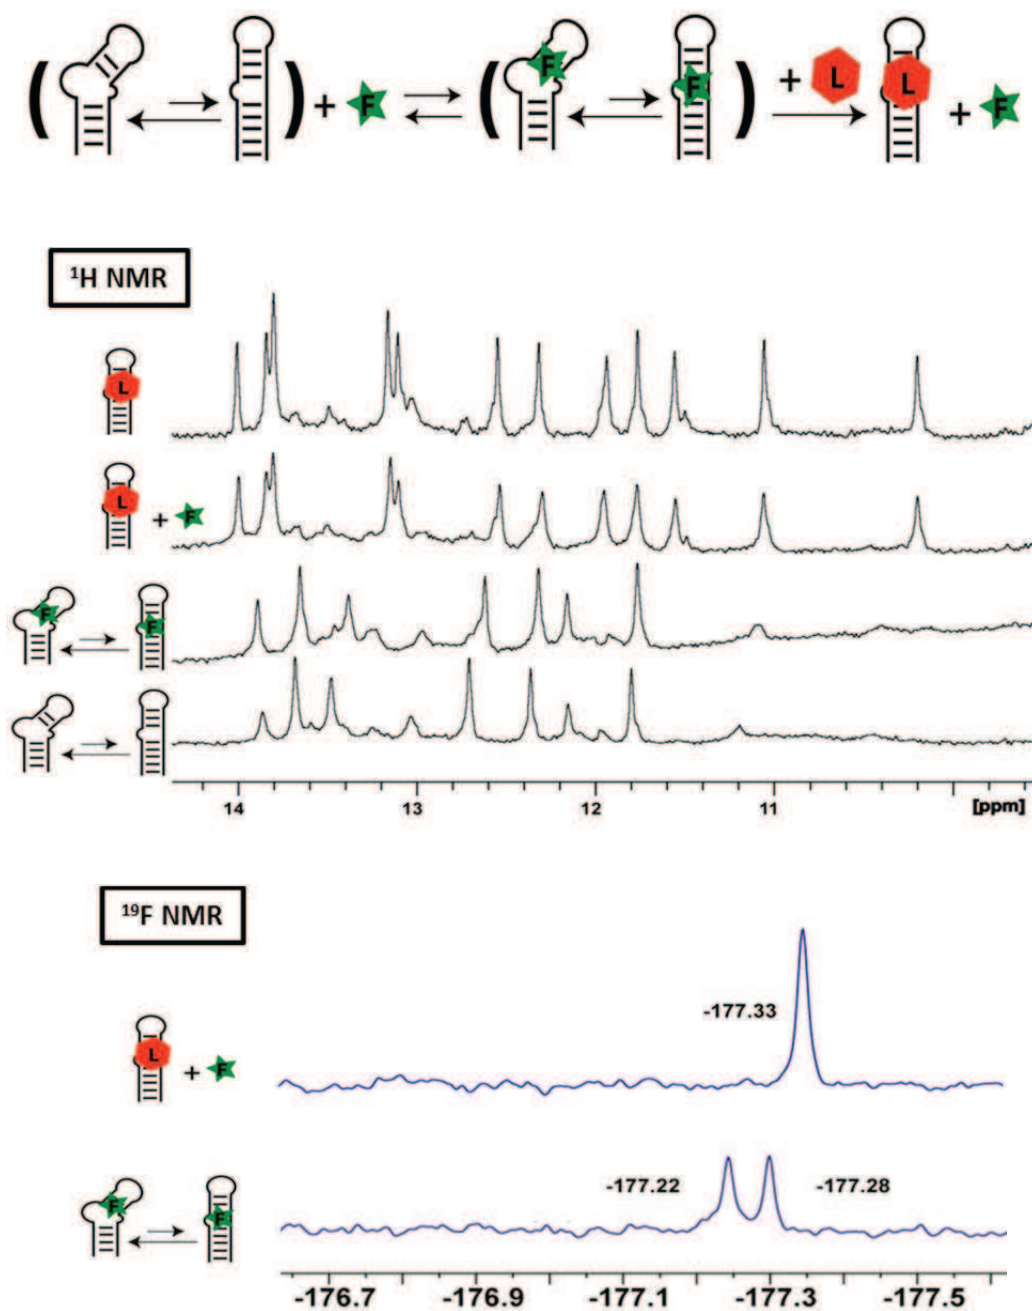 ( ) + F ( F F ) + L L + F
¹H NMR
L
L + F
F F
14 13 12 11 [ppm]
¹⁹F NMR
-177.33
L + F
-177.22 -177.28
F F
-176.7 -176.9 -177.1 -177.3 -177.5